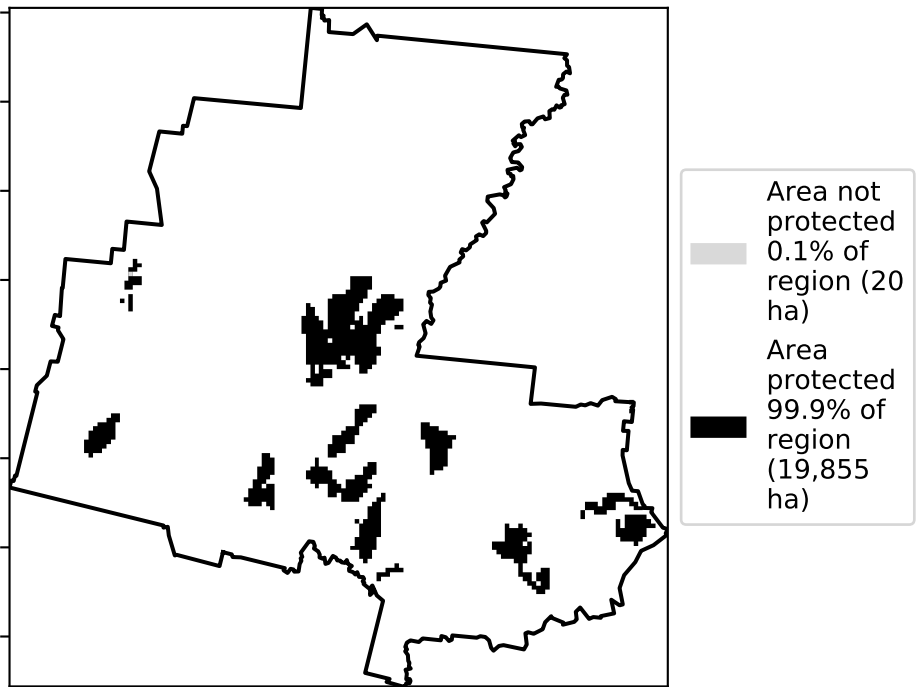 Area not
protected
0.1% of
region (20
ha)
Area
protected
99.9% of
region
(19,855
ha)